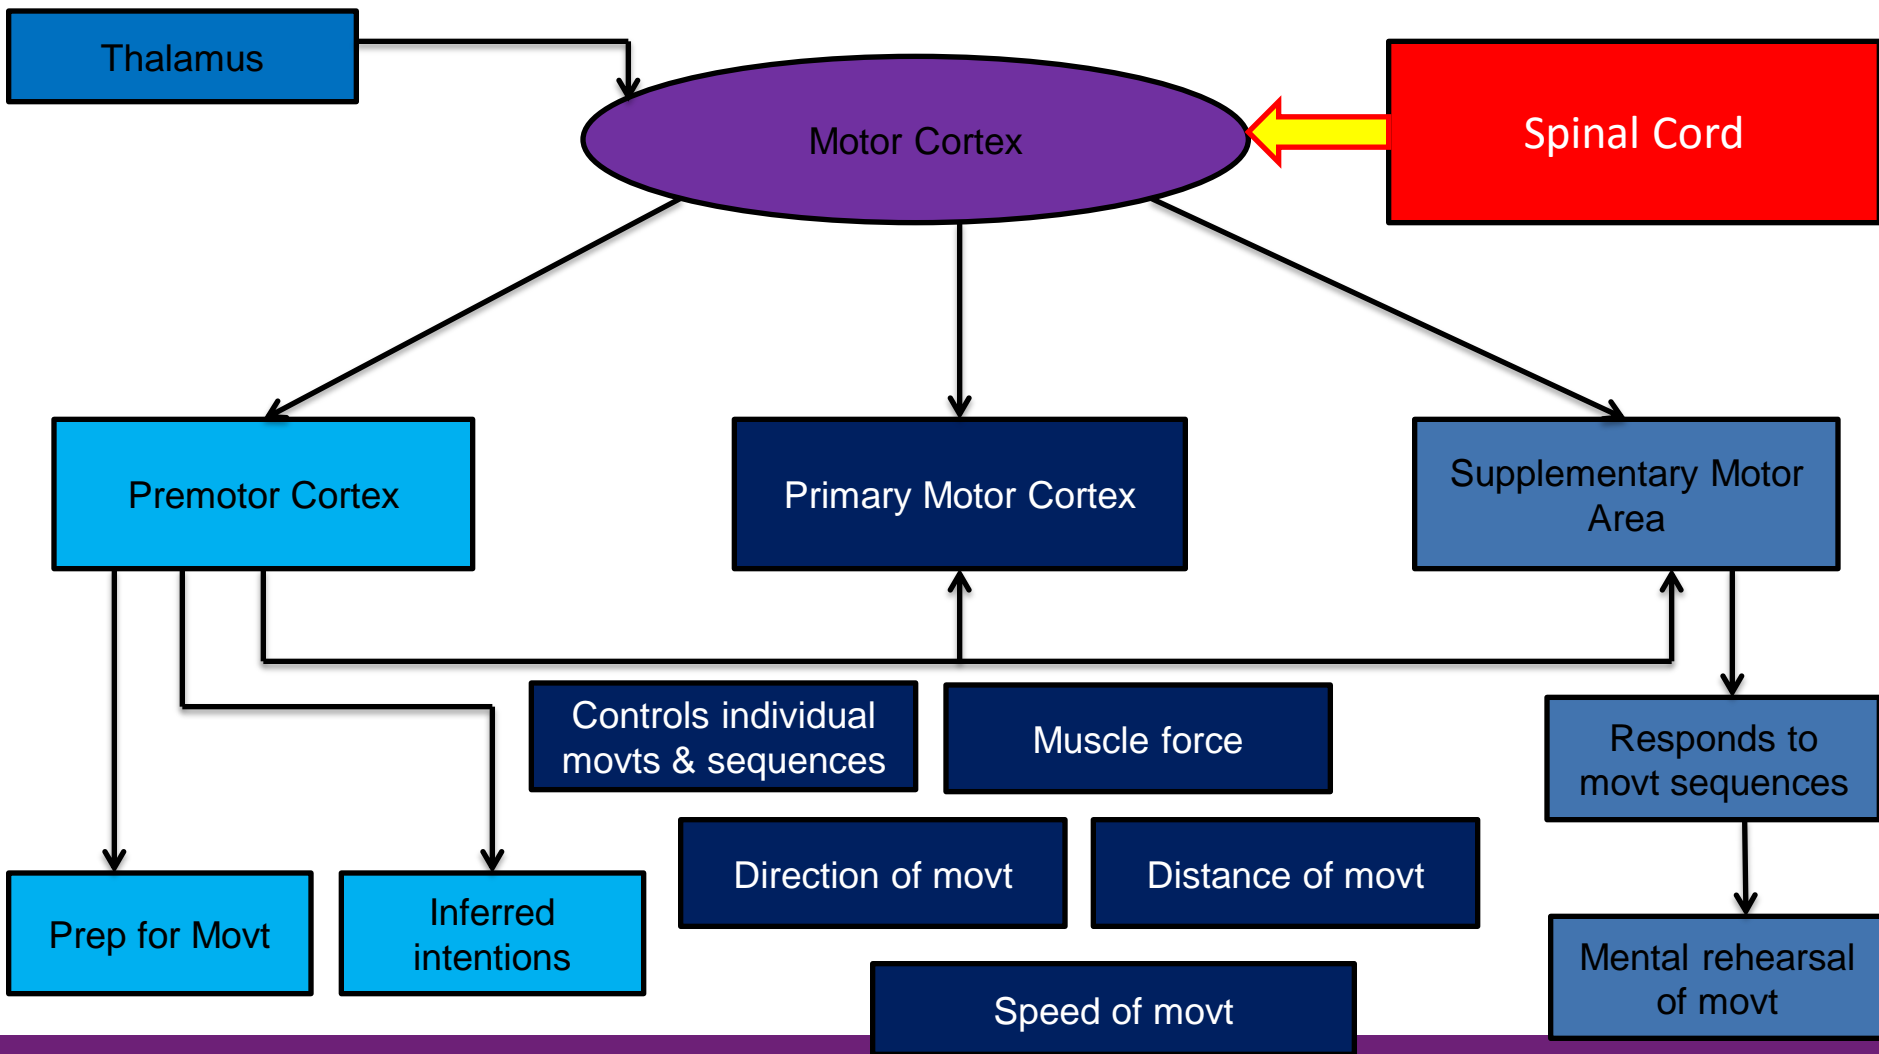 Thalamus
Motor Cortex
Spinal Cord
Premotor Cortex
Primary Motor Cortex
Supplementary Motor
Area
Controls individual
movts & sequences
Muscle force
Responds to
movt sequences
Direction of movt
Distance of movt
Prep for Movt
Inferred
intentions
Mental rehearsal
of movt
Speed of movt